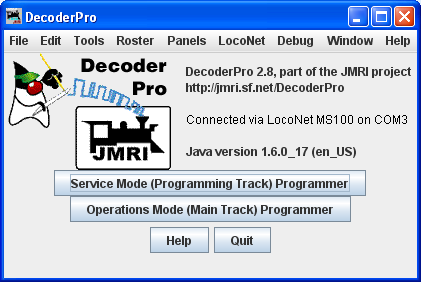 DecoderPro
File Edit Tools Roster Panels LocoNet Debug Window Help
Decoder
Pro
JMRI
DecoderPro 2.8, part of the JMRI project
http://jmri.sf.net/DecoderPro
Connected via LocoNet MS100 on COM3
Java version 1.6.0_17 (en_US)
Service Mode (Programming Track) Programmer
Operations Mode (Main Track) Programmer
Help Quit